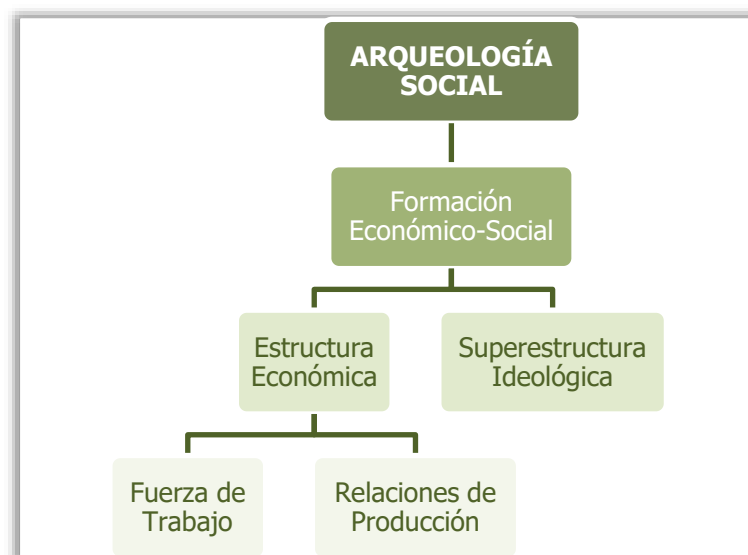 ARQUEOLOGÍA
SOCIAL
Formación
Económico-Social
Estructura
Económica
Superestructura
Ideológica
Fuerza de
Trabajo
Relaciones de
Producción